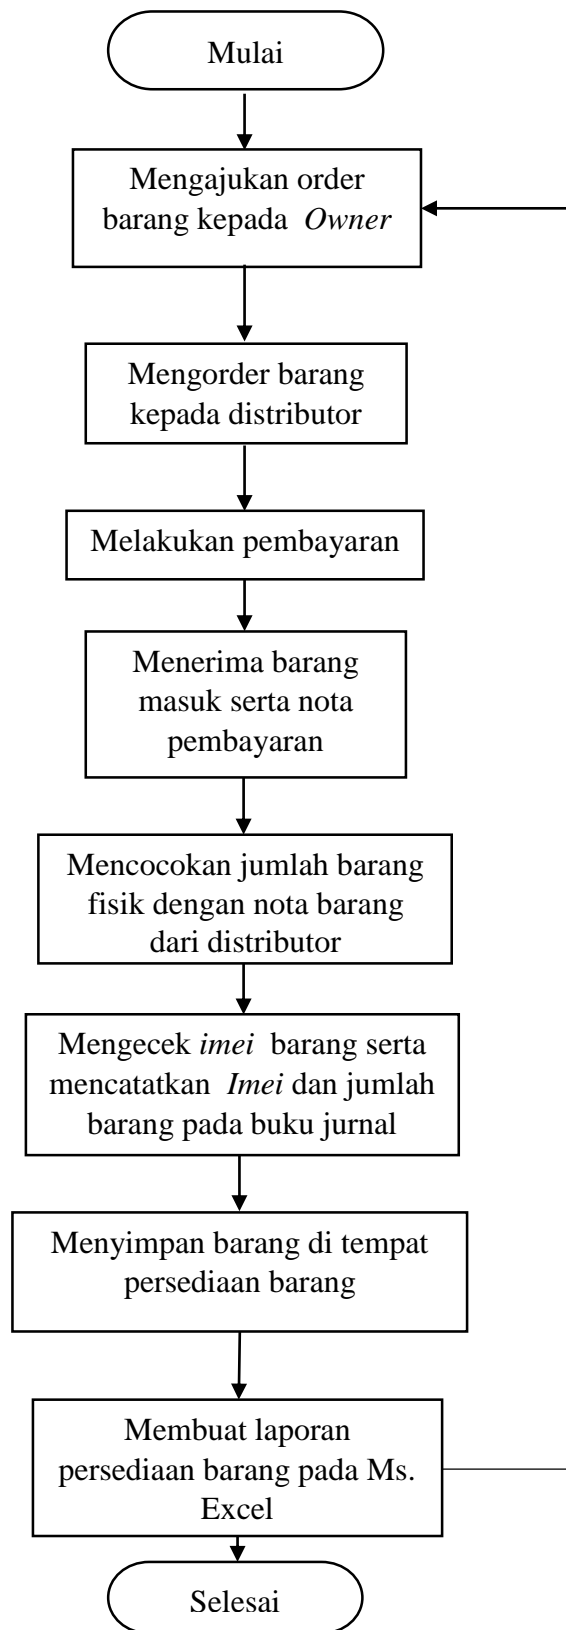 Mulai
Mengajukan order
barang kepada Owner
Mengorder barang
kepada distributor
Melakukan pembayaran
Menerima barang
masuk serta nota
pembayaran
Mencocokan jumlah barang
fisik dengan nota barang
dari distributor
Mengecek imei barang serta
mencatatkan Imei dan jumlah
barang pada buku jurnal
Menyimpan barang di tempat
persediaan barang
Membuat laporan
persediaan barang pada Ms.
Excel
Selesai